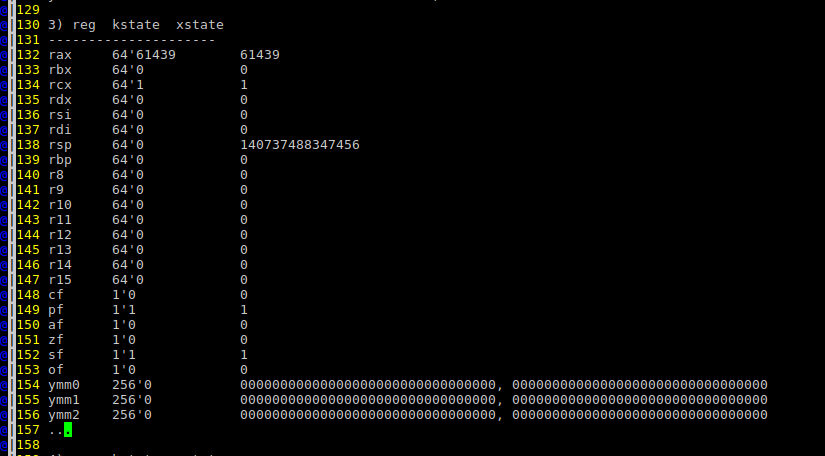 129
130 3) reg  kstate  xstate
131 ---------------------
132 rax     64'61439        61439
133 rbx     64'0            0
134 rcx     64'1            1
135 rdx     64'0            0
136 rsi     64'0            0
137 rdi     64'0            0
138 rsp     64'0            140737488347456
139 rbp     64'0            0
140 r8      64'0            0
141 r9      64'0            0
142 r10     64'0            0
143 r11     64'0            0
144 r12     64'0            0
145 r13     64'0            0
146 r14     64'0            0
147 r15     64'0            0
148 cf      1'0             0
149 pf      1'1             1
150 af      1'0             0
151 zf      1'0             0
152 sf      1'1             1
153 of      1'0             0
154 ymm0    256'0           00000000000000000000000000000000, 00000000000000000000000000000000
155 ymm1    256'0           00000000000000000000000000000000, 00000000000000000000000000000000
156 ymm2    256'0           00000000000000000000000000000000, 00000000000000000000000000000000
157 ...
158